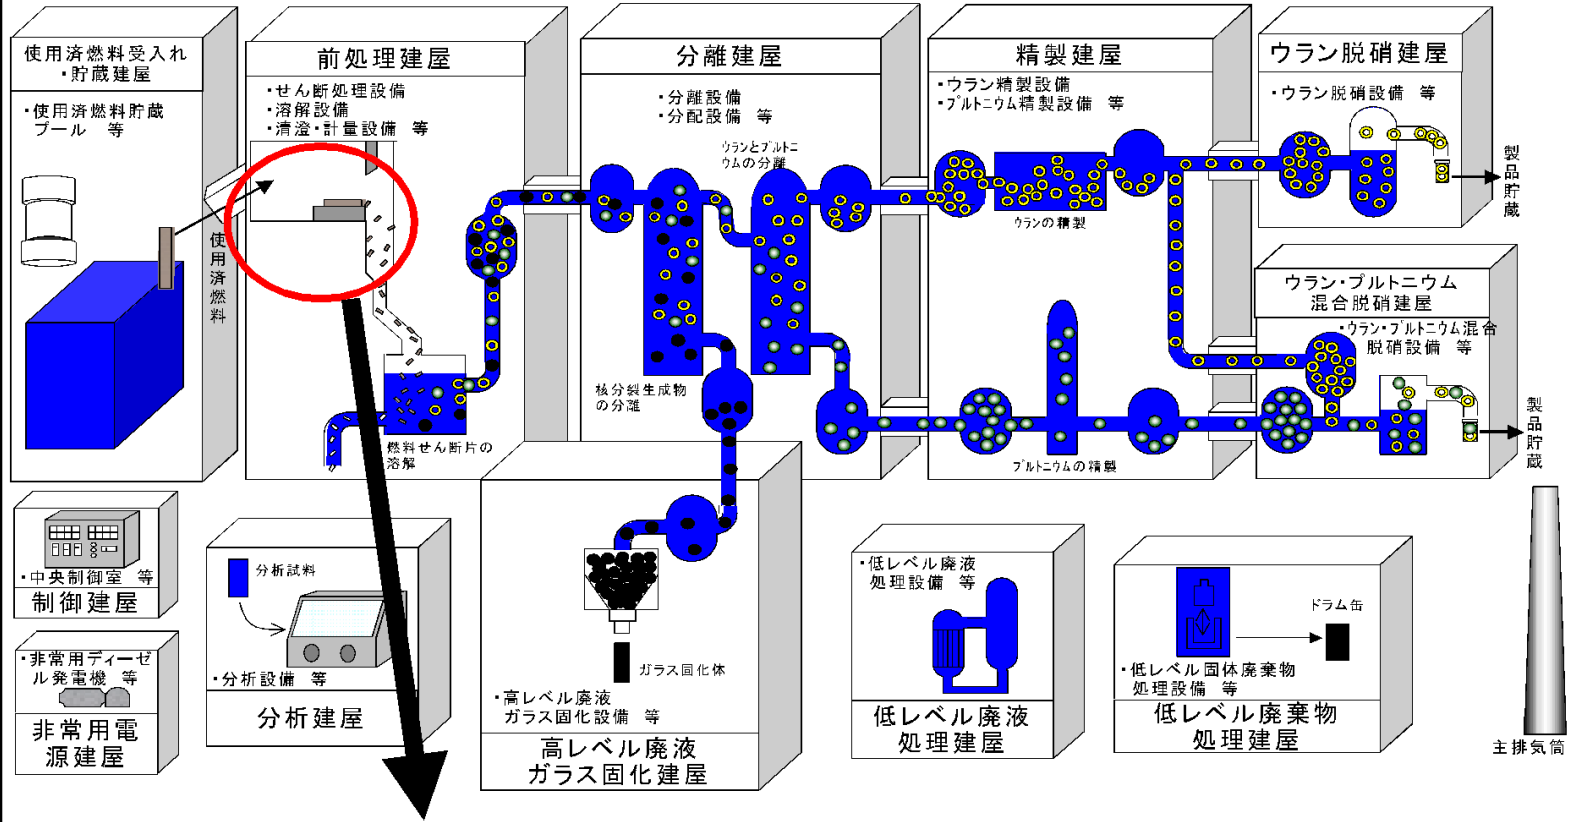 使用済燃料受入れ
・貯蔵建屋
・使用済燃料貯蔵
プール 等
使用済燃料
前処理建屋
・せん断処理設備
・溶解設備
・清澄・計量設備 等
燃料せん断片の
溶解
分離建屋
・分離設備
・分配設備 等
ウランとプルトニ
ウムの分離
核分裂生成物
の分離
精製建屋
・ウラン精製設備
・プルトニウム精製設備 等
ウランの精製
プルトニウムの精製
ウラン脱硝建屋
・ウラン脱硝設備 等
製品貯蔵
ウラン・プルトニウム
混合脱硝建屋
・ウラン・プルトニウム混合
脱硝設備 等
製品貯蔵
・中央制御室 等
制御建屋
・非常用ディーゼ
ル発電機 等
非常用電
源建屋
分析試料
・分析設備 等
分析建屋
ガラス固化体
・高レベル廃液
ガラス固化設備 等
高レベル廃液
ガラス固化建屋
・低レベル廃液
処理設備 等
低レベル廃液
処理建屋
ドラム缶
・低レベル固体廃棄物
処理設備 等
低レベル廃棄物
処理建屋
主排気筒